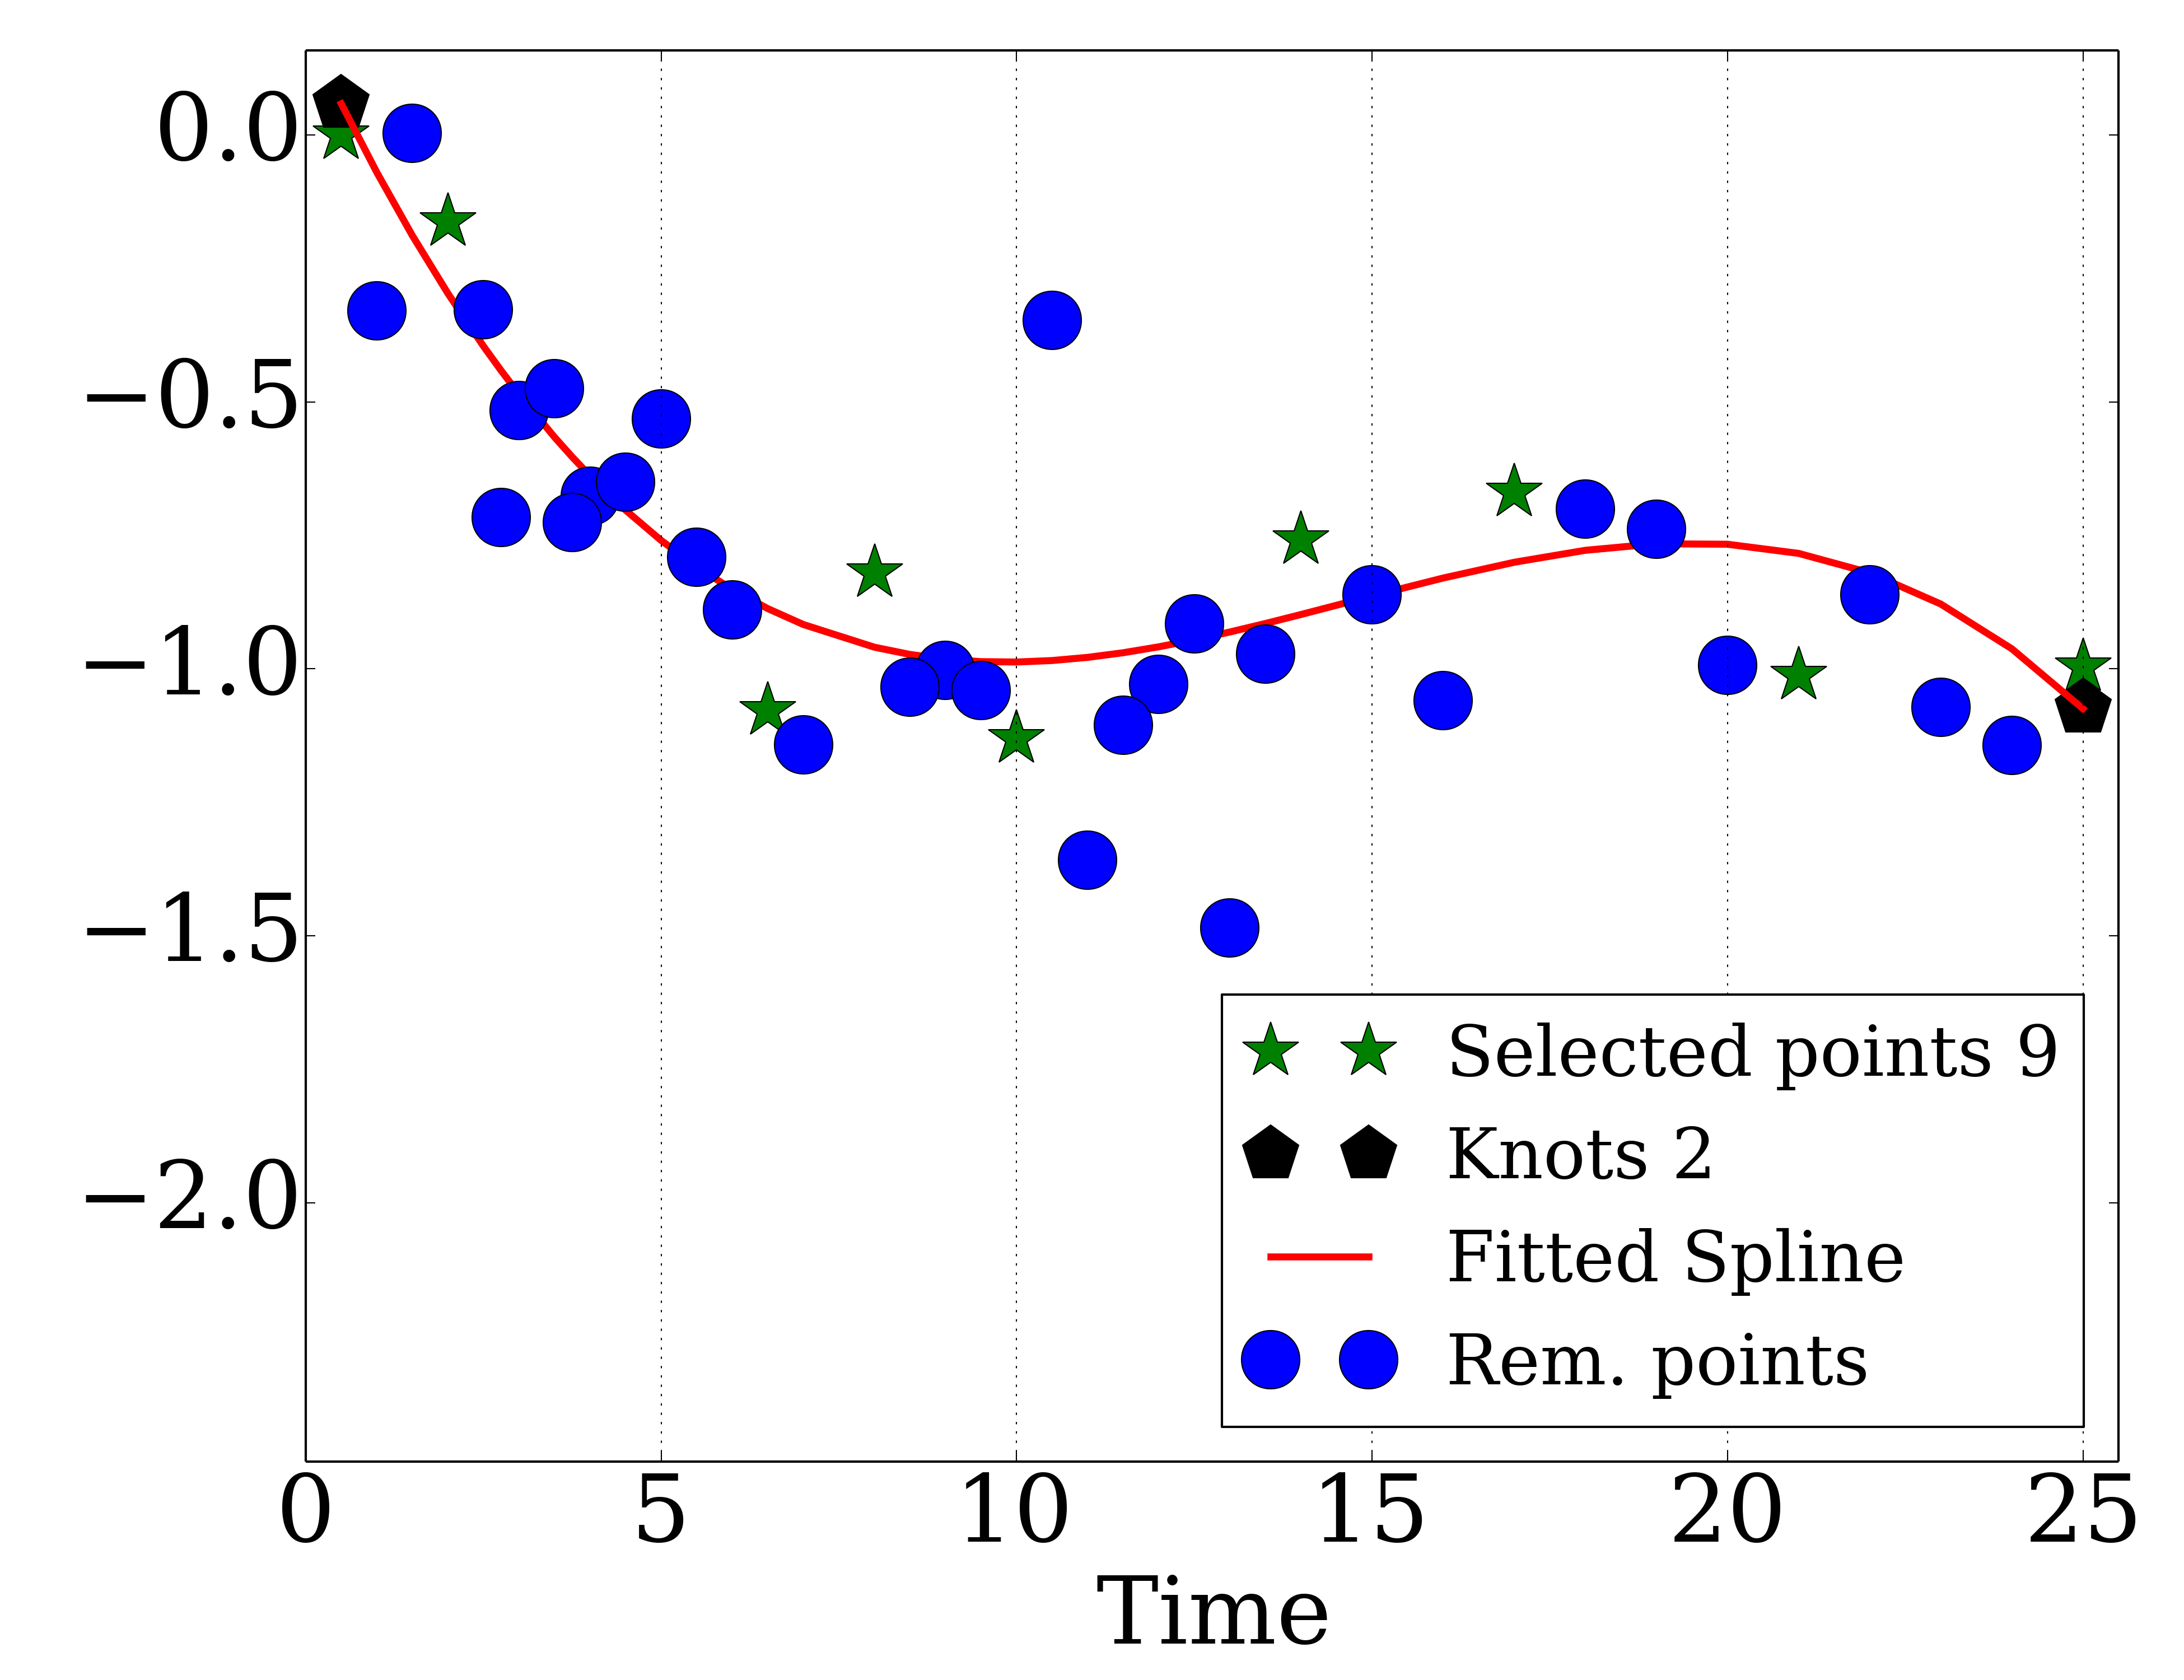 0.0
−0.5
−1.0
−1.5
−2.0
Selected points 9
Knots 2
Fitted Spline
Rem. points
0 5 10 15 20 25
Time